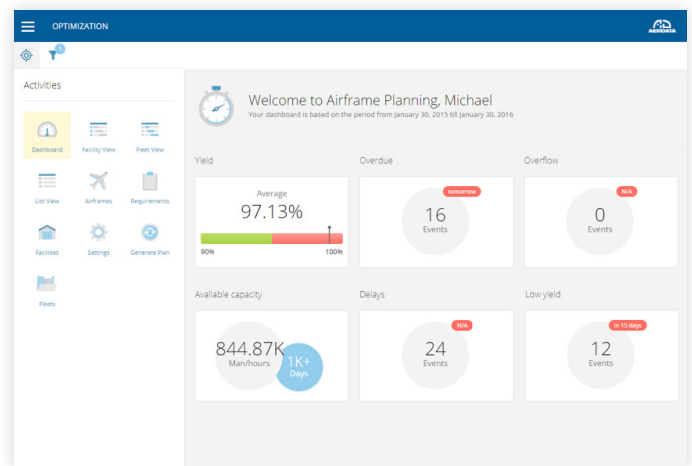 OPTIMIZATION
AERDATA
1
Activities
Dashboard
Facility View
Fleet View
List View
Airframes
Requirements
Facilities
Settings
Generate Plan
Fleets
Welcome to Airframe Planning, Michael
Your dashboard is based on the period from January 30, 2015 till January 30, 2016
Yield
Overdue
Overflow
Average
97.13%
90%
100%
tomorrow
16
Events
N/A
0
Events
Available capacity
Delays
Low yield
844.87K
Man/hours
1K+
Days
N/A
24
Events
in 15 days
12
Events